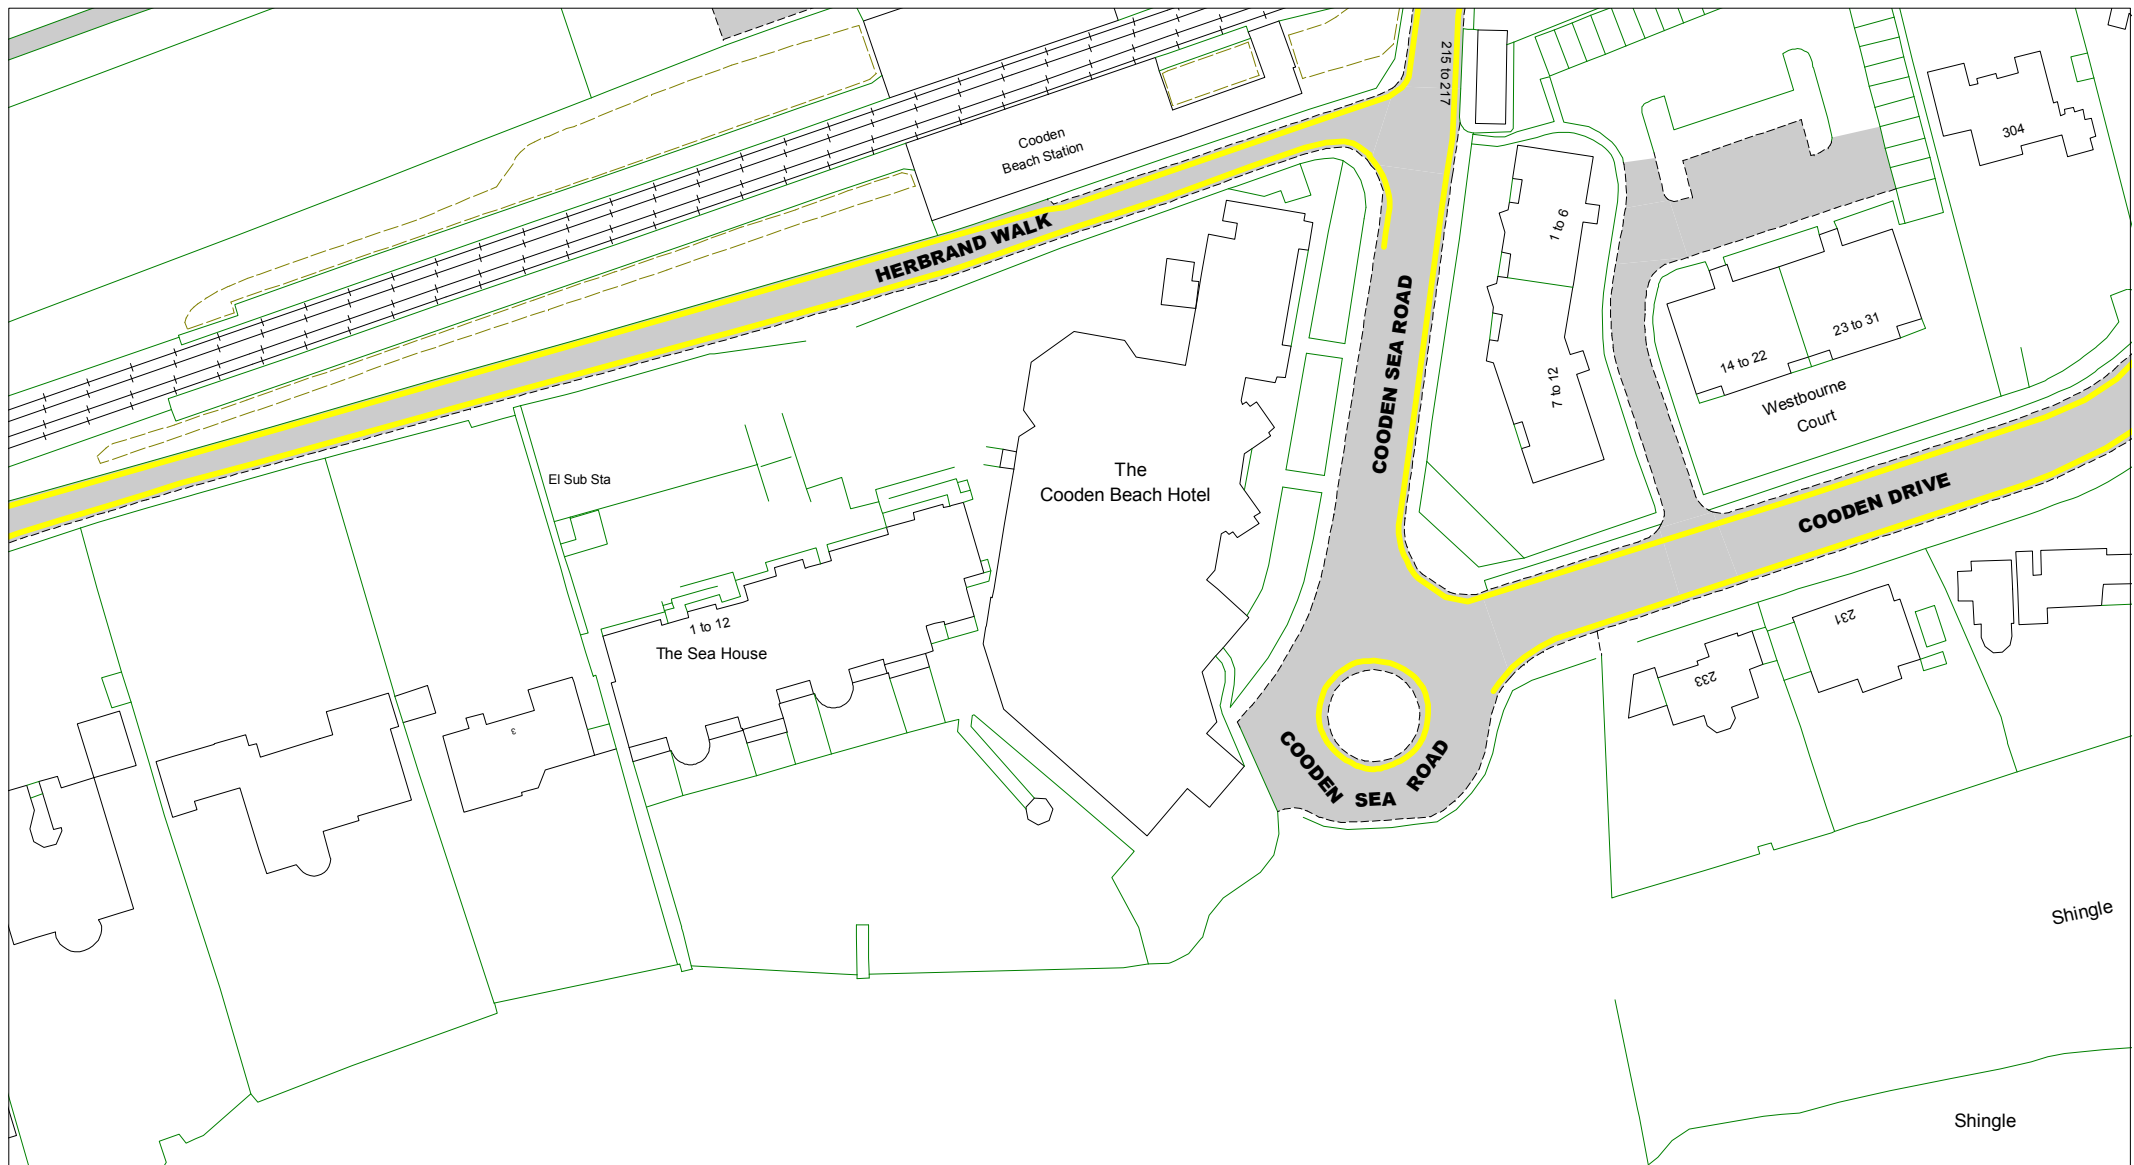 215 to217
304
Cooden
Beach Station
HERBRAND WALK
1 to 6
COODEN SEA ROAD
23 to 31
14 to 22
7 to 12
Westbourne
Court
The
Cooden Beach Hotel
El Sub Sta
COODEN DRIVE
1 to 12
The Sea House
231
233
3
COODEN SEA ROAD
Shingle
Shingle